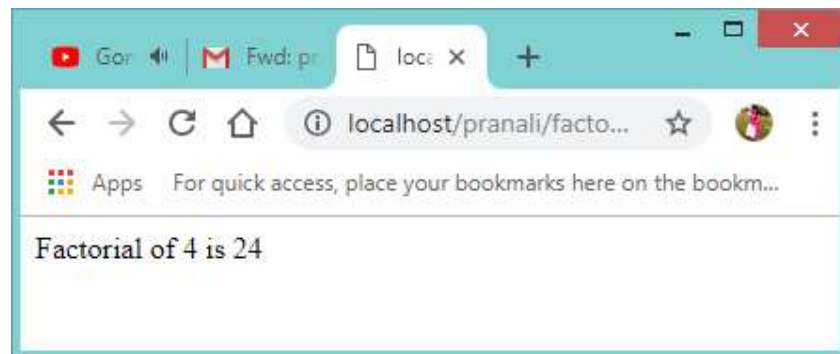 Gor Fwd: pr loca
localhost/pranali/facto...
Apps For quick access, place your bookmarks here on the bookm...
Factorial of 4 is 24